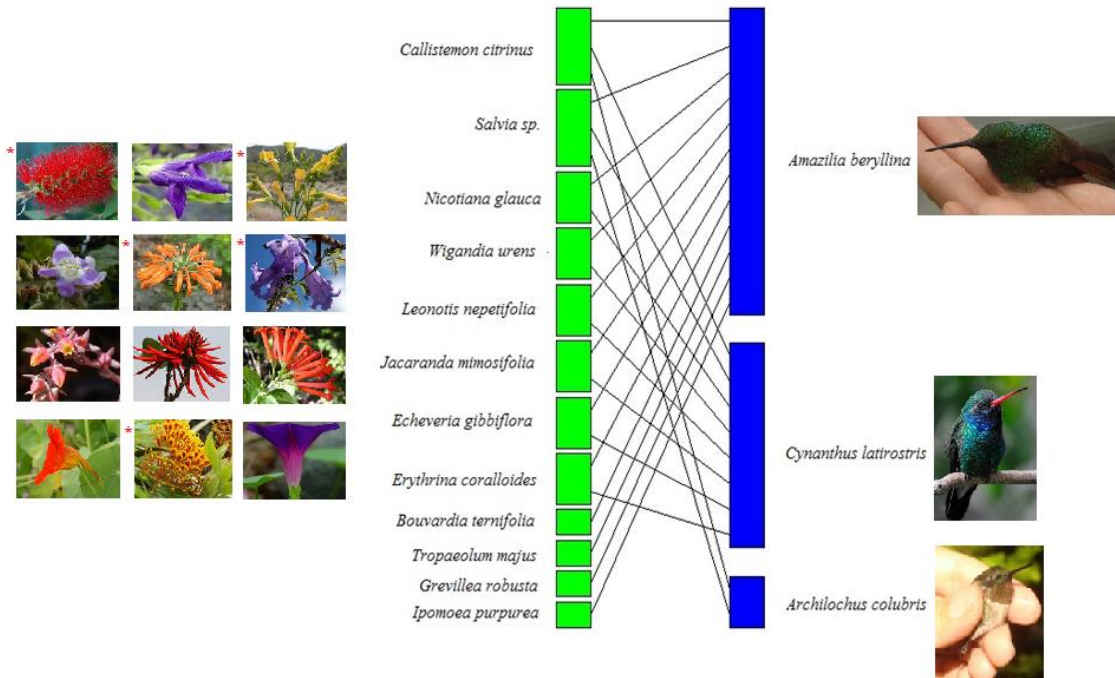 Callistemon citrinus
Salvia sp.
Nicotiana glauca
Wigandia urens
Leonotis nepetifolia
Jacaranda mimosifolia
Echeveria gibbiflora
Erythrina coralloides
Bouvardia ternifolia
Tropaeolum majus
Grevillea robusta
Ipomoea purpurea
Amazilia beryllina
Cynanthus latirostris
Archilochus colubris
*
*
*
*
*